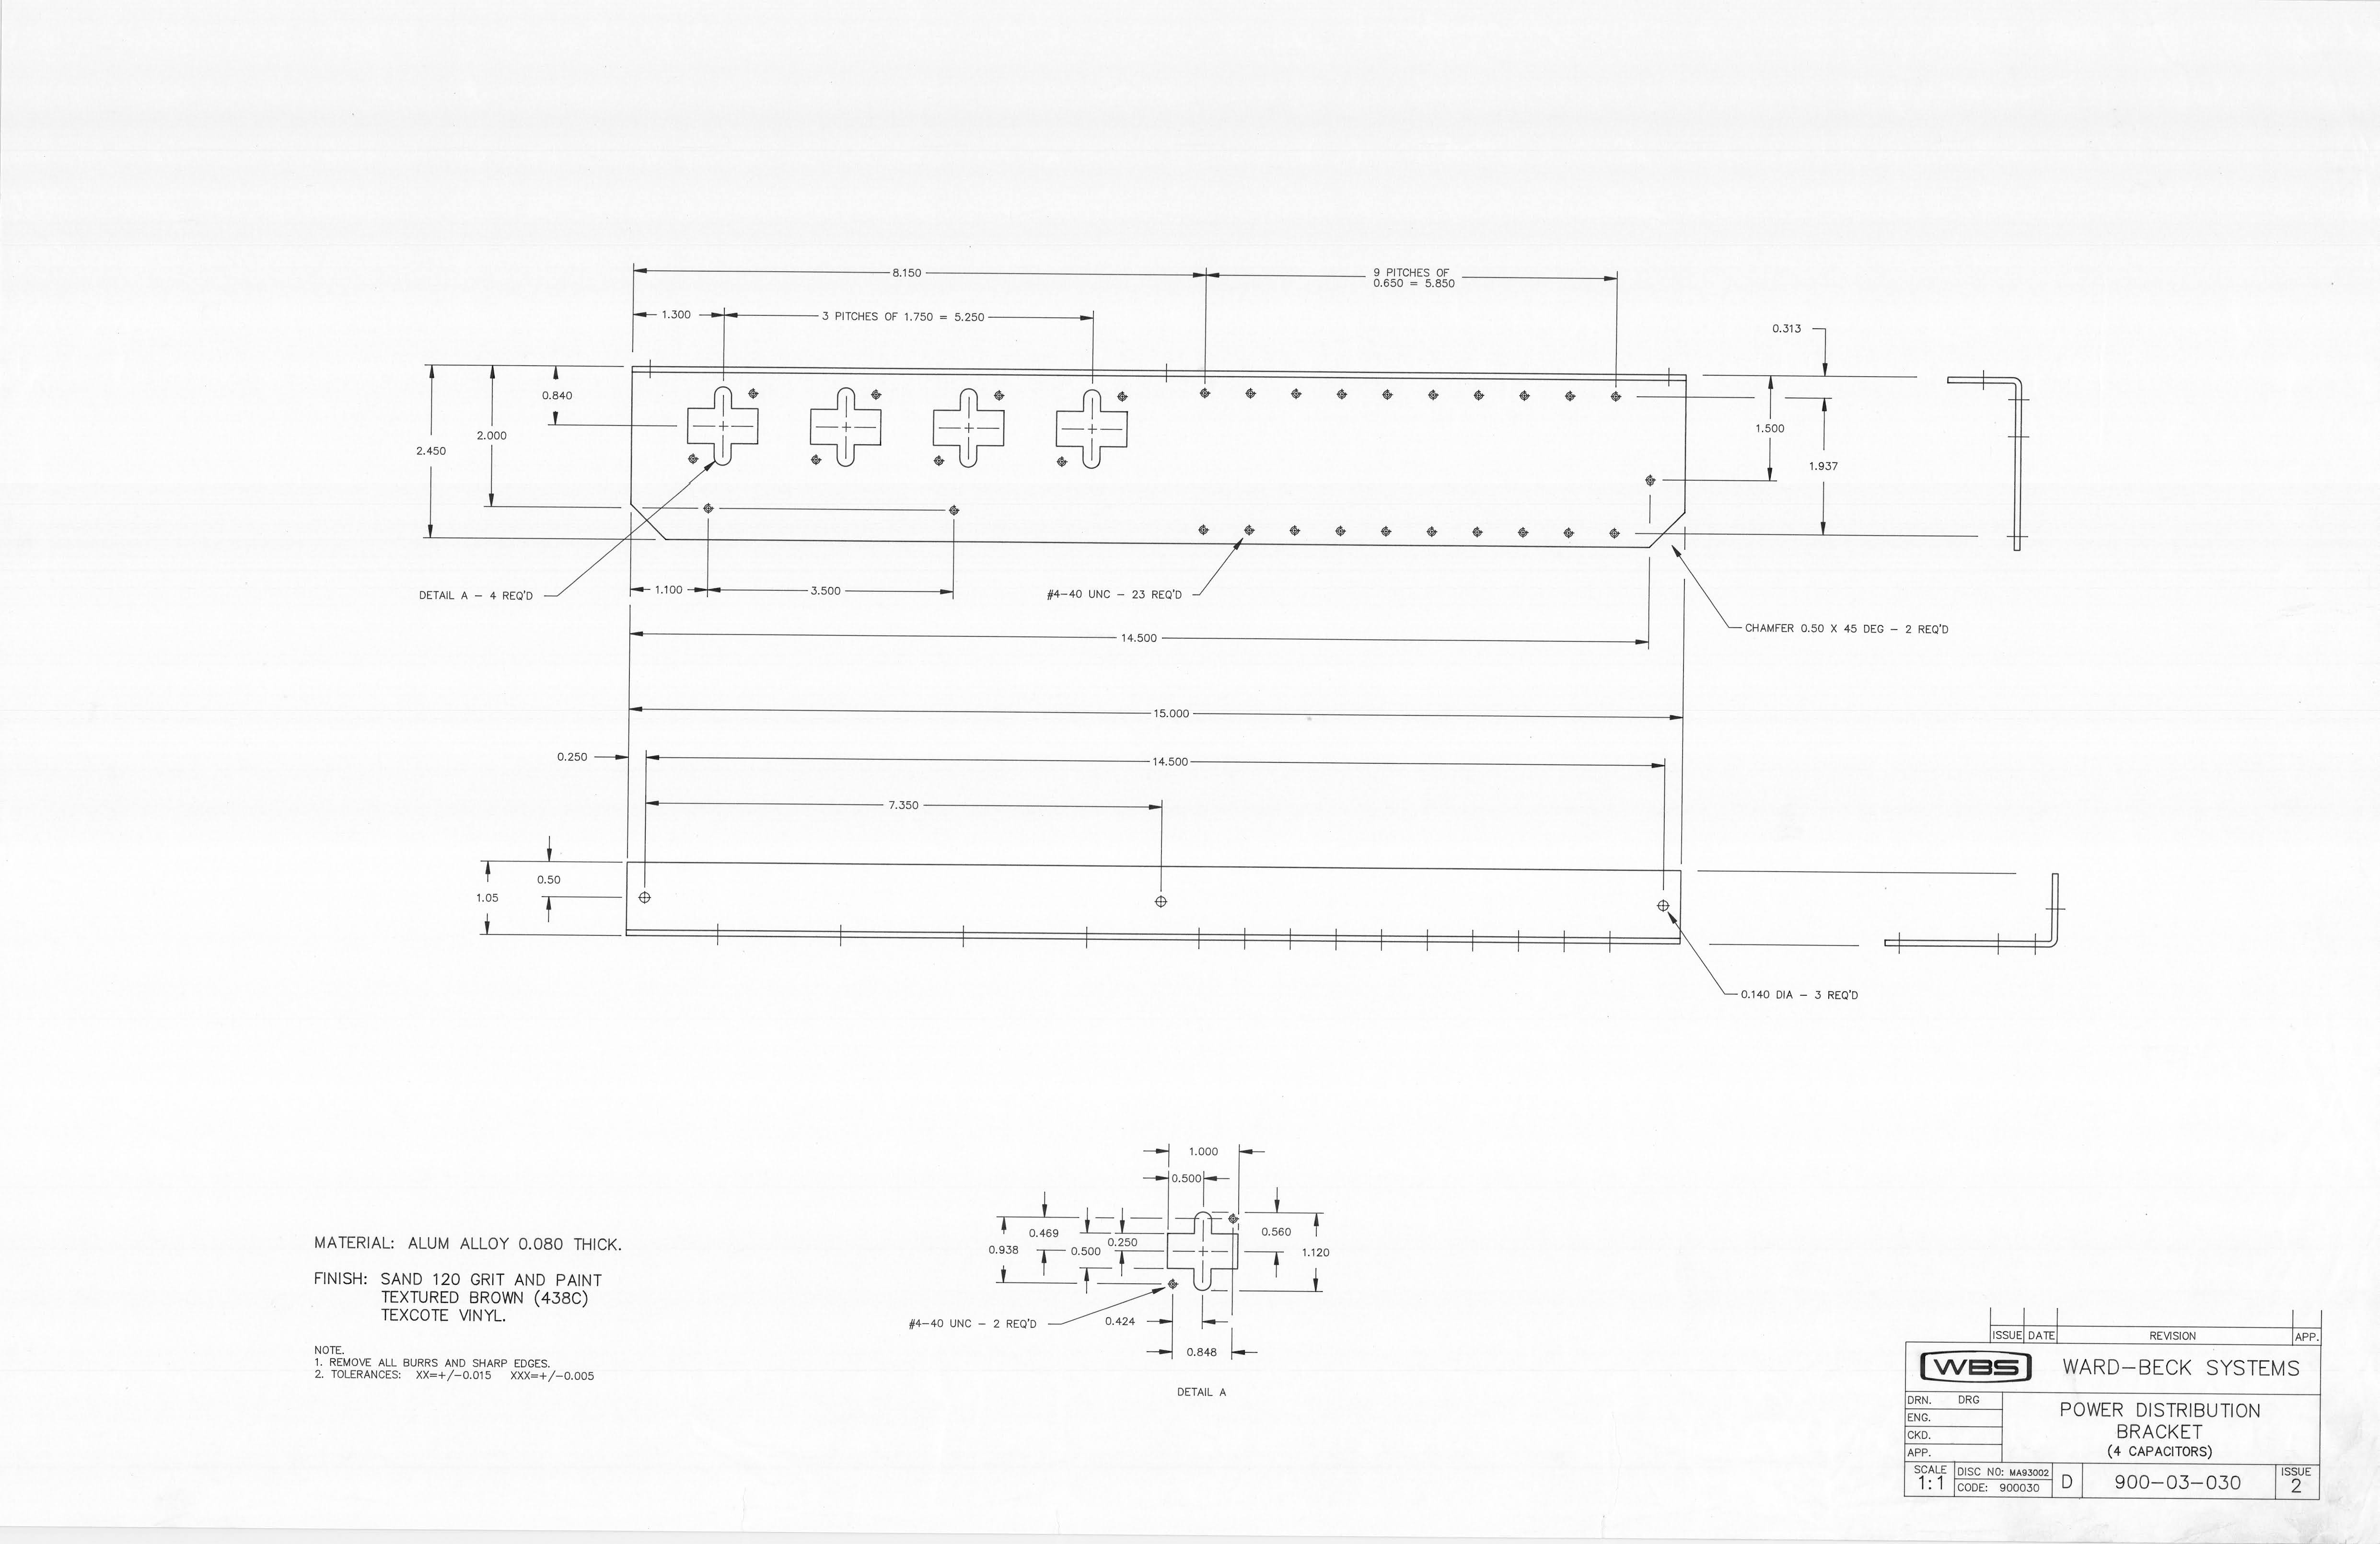 8.150
9 PITCHES OF
0.650 = 5.850
1.300
3 PITCHES OF 1.750 = 5.250
0.313
0.840
2.000
2.450
1.500
1.937
DETAIL A - 4 REQ'D
1.100
3.500
#4-40 UNC - 23 REQ'D
CHAMFER 0.50 X 45 DEG - 2 REQ'D
14.500
15.000
0.250
14.500
7.350
0.50
1.05
0.140 DIA - 3 REQ'D
1.000
0.500
0.469
0.938
0.500
0.250
0.560
1.120
#4-40 UNC - 2 REQ'D
0.424
0.848
DETAIL A
MATERIAL: ALUM ALLOY 0.080 THICK.
FINISH: SAND 120 GRIT AND PAINT
TEXTURED BROWN (438C)
TEXCOTE VINYL.
NOTE.
1. REMOVE ALL BURRS AND SHARP EDGES.
2. TOLERANCES: XX=+/-0.015 XXX=+/-0.005
ISSUE DATE REVISION APP.
WBS WARD-BECK SYSTEMS
DRN. DRG
ENG.
CKD.
APP.
POWER DISTRIBUTION
BRACKET
(4 CAPACITORS)
SCALE
1:1
DISC NO: MA93002
CODE: 900030
D
900-03-030
ISSUE
2